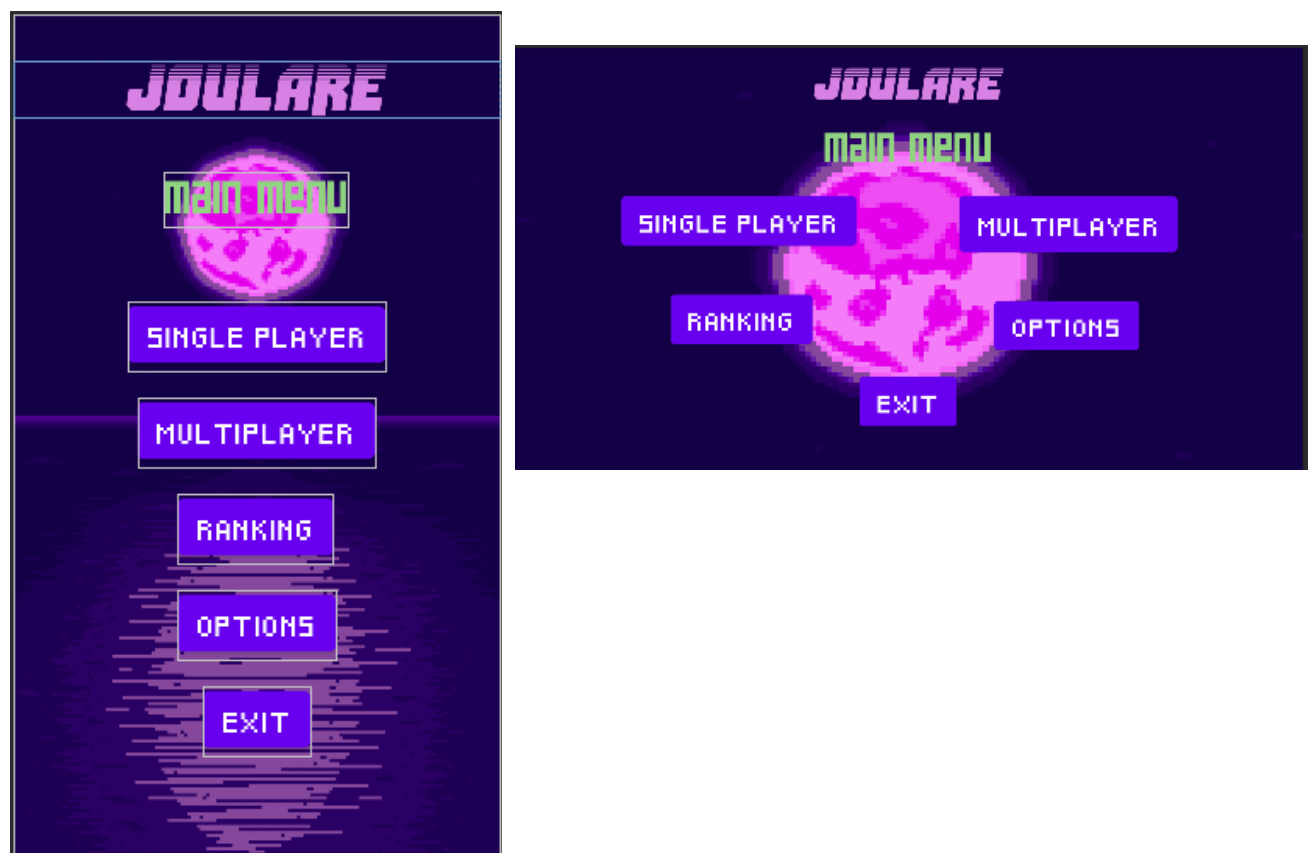 JOULARE
main menu
SINGLE PLAYER
MULTIPLAYER
RANKING
OPTIONS
EXIT
JOULARE
main menu
SINGLE PLAYER MULTIPLAYER
RANKING OPTIONS
EXIT